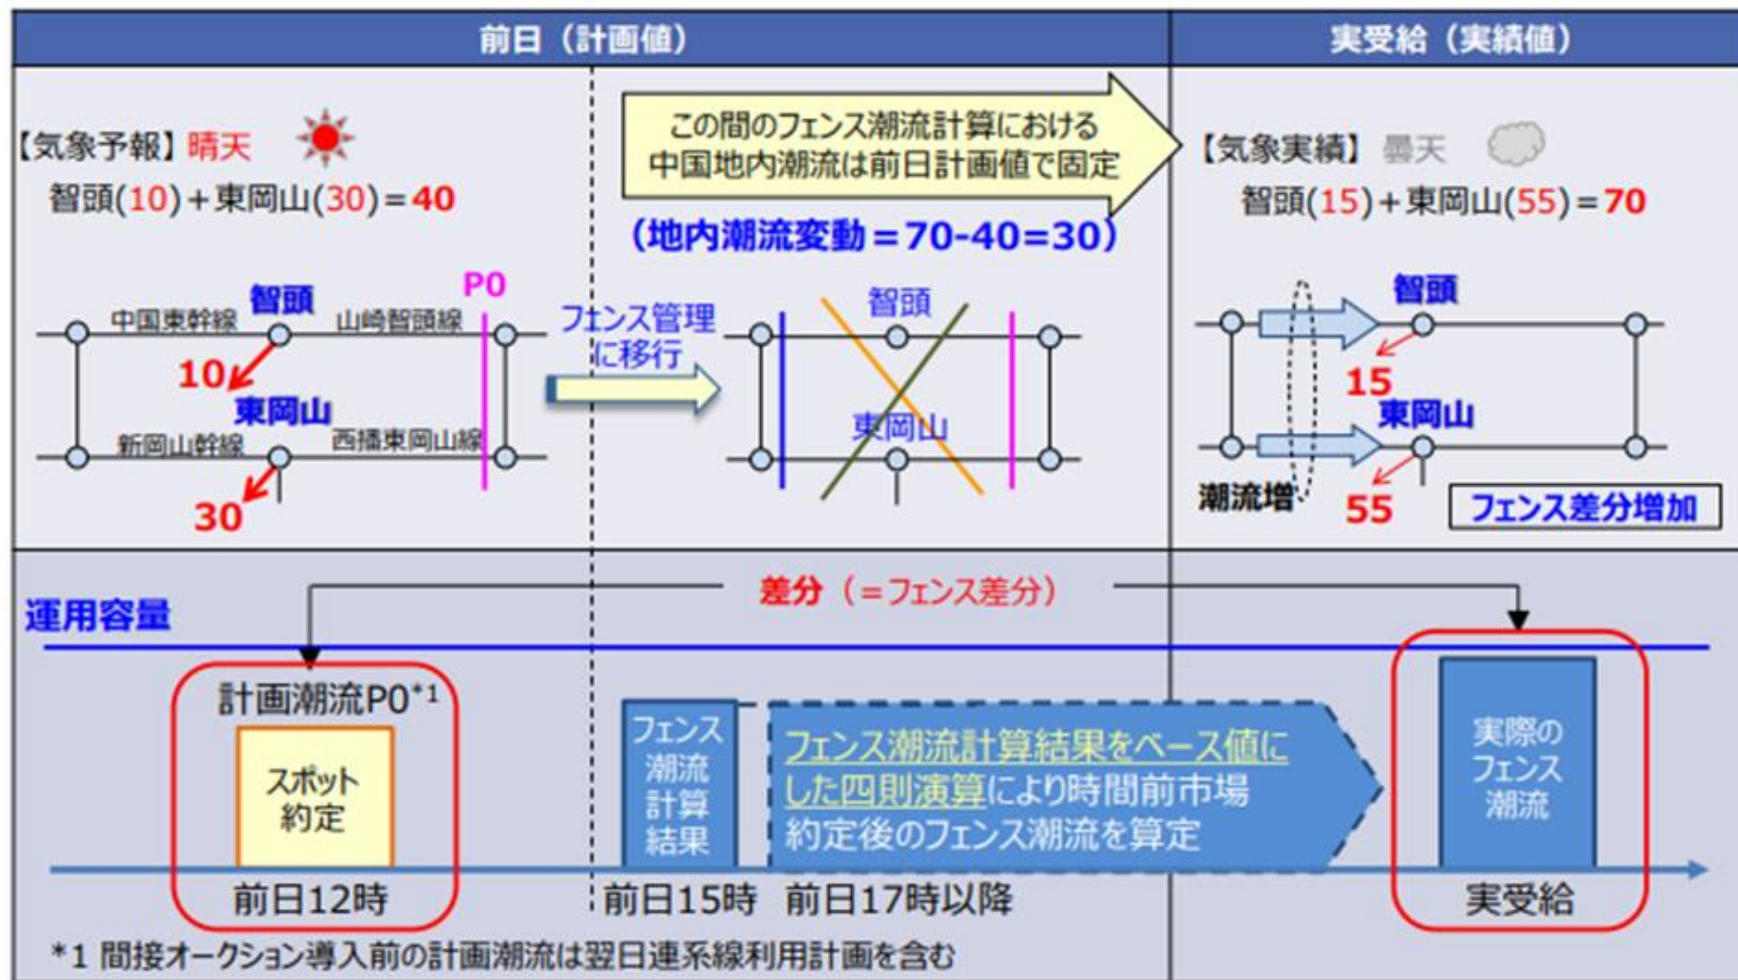 前日（計画値）
実受給（実績値）
【気象予報】晴天
智頭(10)＋東岡山(30)＝40
この間のフェンス潮流計算における
中国地内潮流は前日計画値で固定
（地内潮流変動＝70-40=30）
【気象実績】曇天
智頭(15)＋東岡山(55)＝70
P0
智頭
中国東幹線
山崎智頭線
10
東岡山
新岡山幹線
西播東岡山線
30
フェンス管理
に移行
智頭
東岡山
智頭
15
東岡山
潮流増
55
フェンス差分増加
差分（＝フェンス差分）
運用容量
計画潮流P0*1
スポット
約定
フェンス
潮流
計算
結果
フェンス潮流計算結果をベース値に
した四則演算により時間前市場
約定後のフェンス潮流を算定
実際の
フェンス
潮流
前日12時
前日15時
前日17時以降
実受給
*1 間接オークション導入前の計画潮流は翌日連系線利用計画を含む